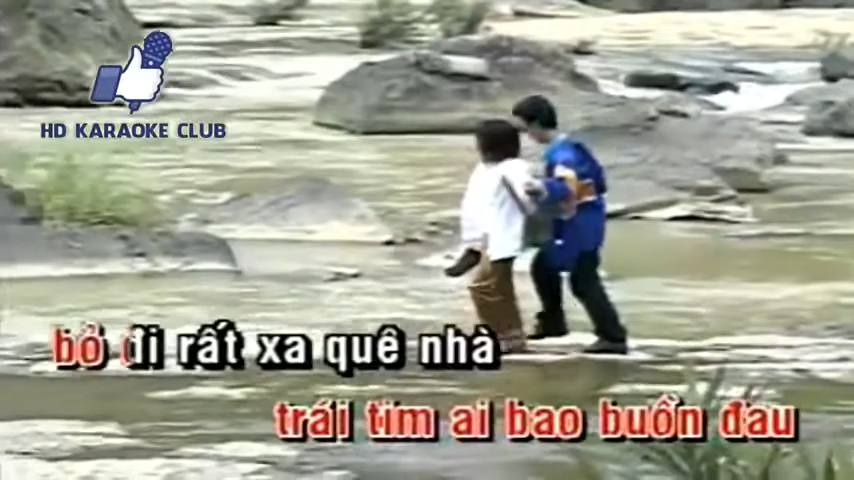 HD KARAOKE CLUB
bỏ đi rất xa quê nhà
trái tim ai bao buồn đau